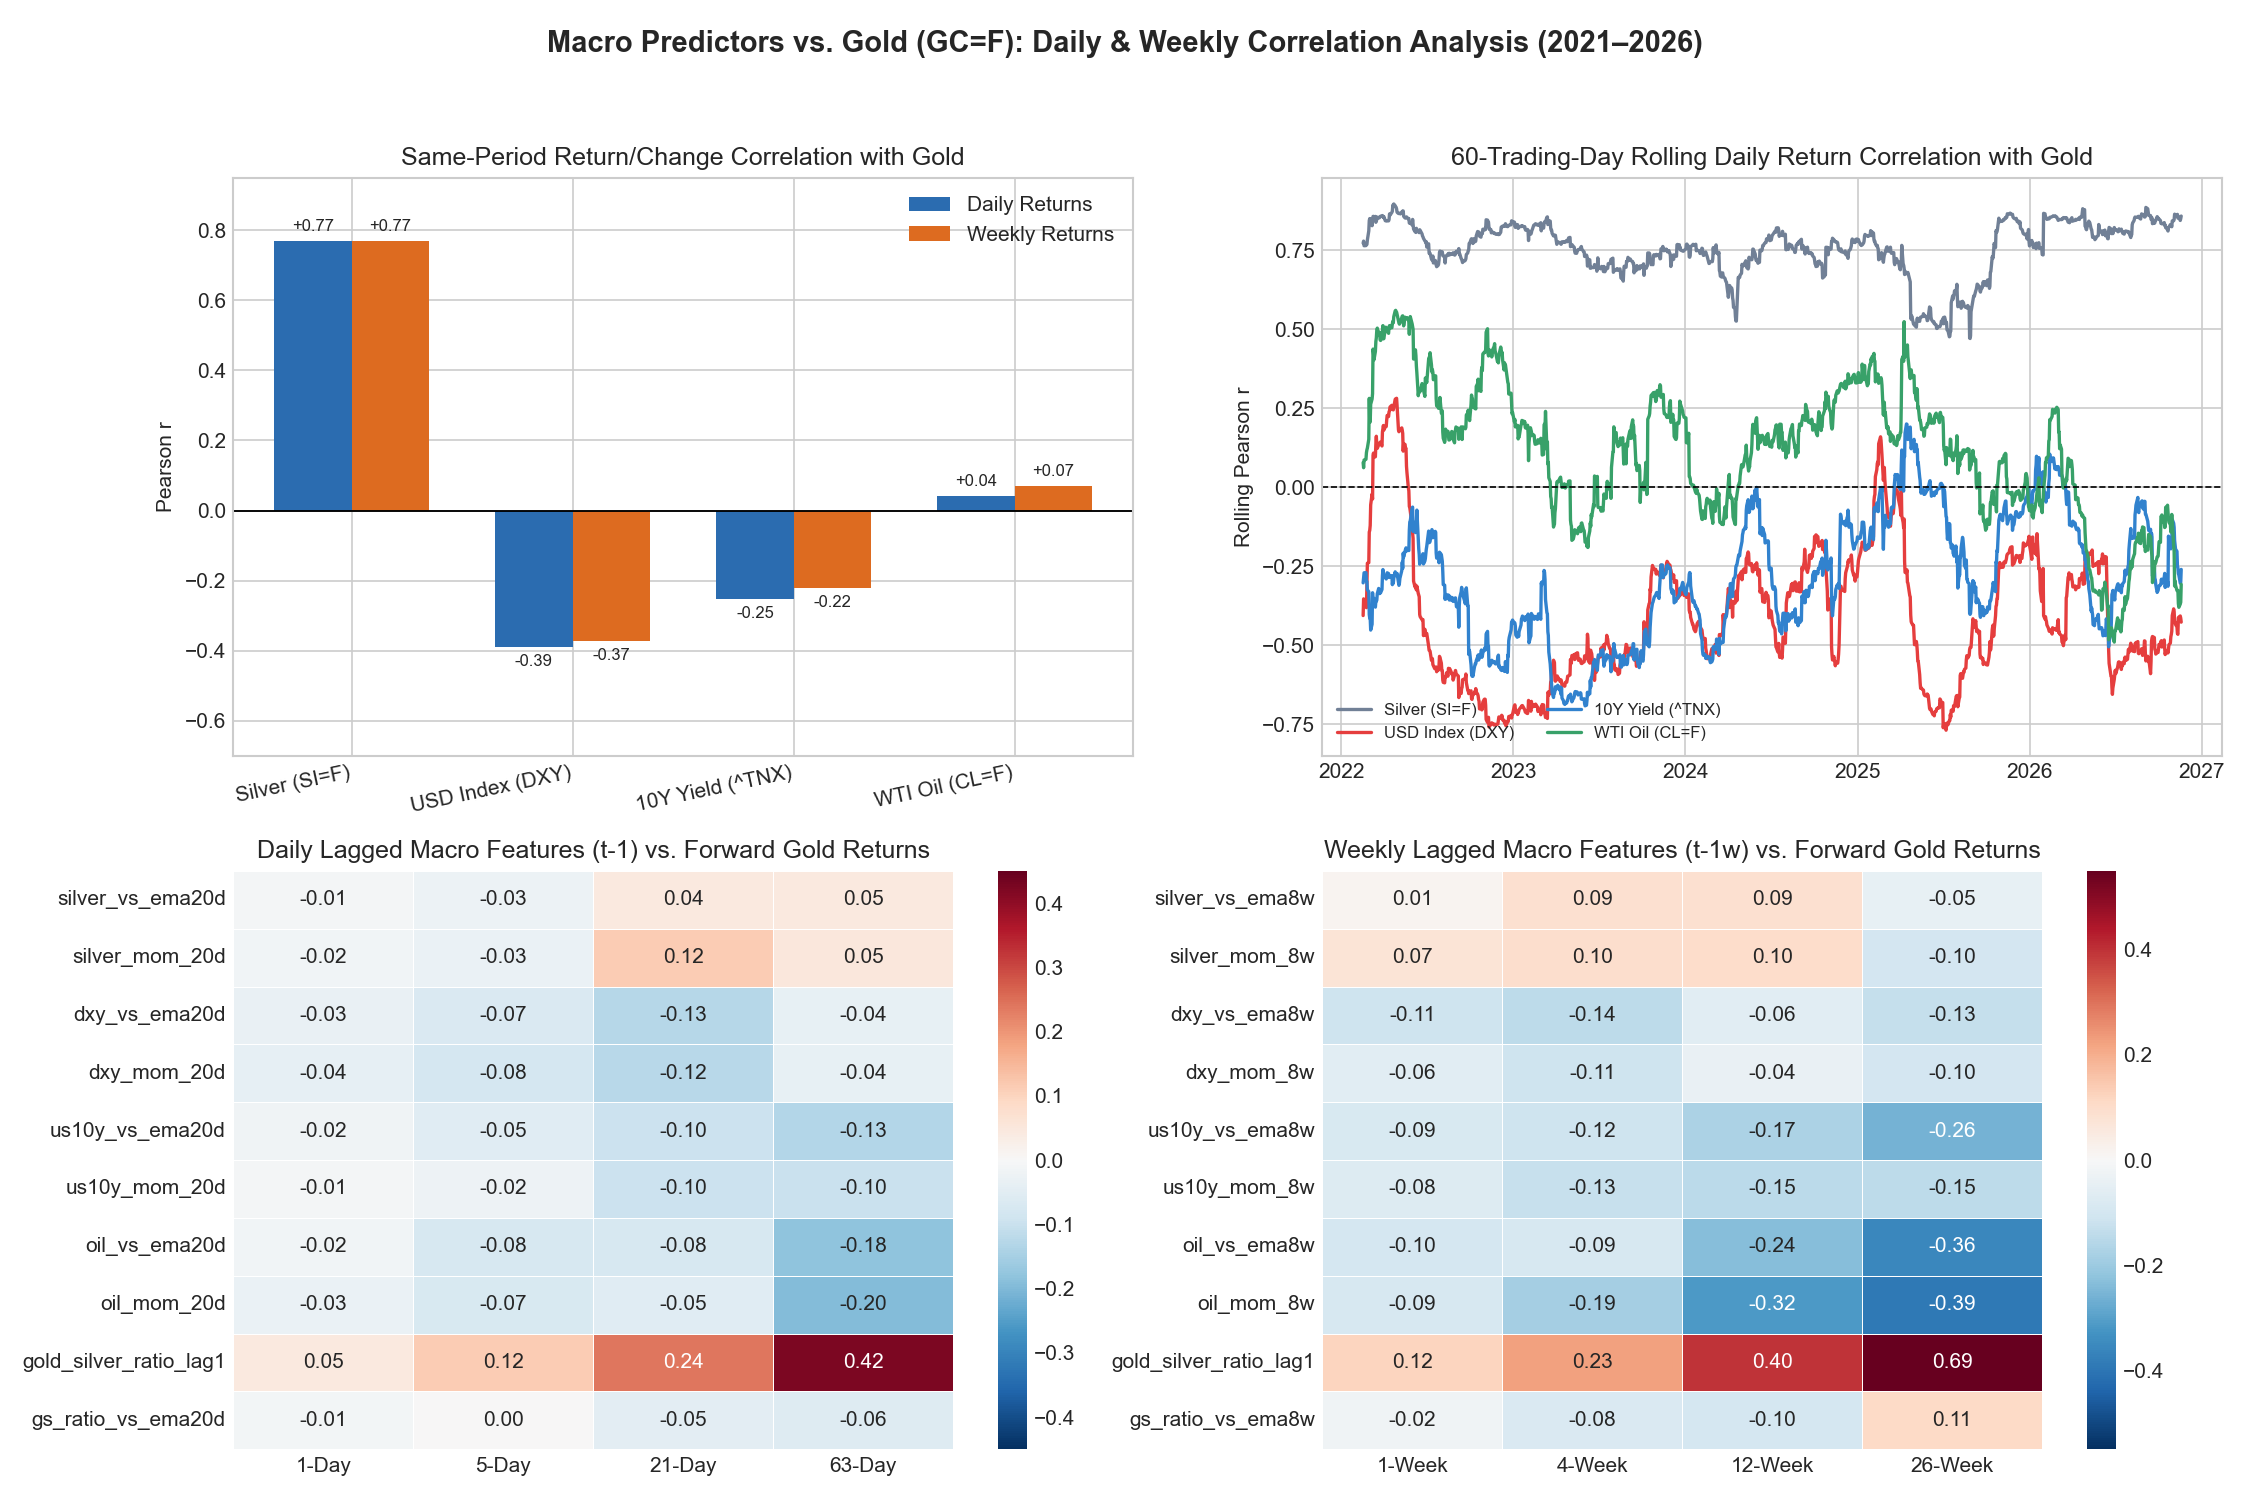 Macro Predictors vs. Gold (GC=F): Daily & Weekly Correlation Analysis (2021–2026)
Same-Period Return/Change Correlation with Gold
Daily Returns
Weekly Returns
Pearson r
0.8
0.6
0.4
0.2
0.0
−0.2
−0.4
−0.6
+0.77
+0.77
-0.39
-0.37
-0.25
-0.22
+0.04
+0.07
Silver (SI=F)
USD Index (DXY)
10Y Yield (^TNX)
WTI Oil (CL=F)
60-Trading-Day Rolling Daily Return Correlation with Gold
Rolling Pearson r
0.75
0.50
0.25
0.00
−0.25
−0.50
−0.75
Silver (SI=F)
USD Index (DXY)
10Y Yield (^TNX)
WTI Oil (CL=F)
2022 2023 2024 2025 2026 2027
Daily Lagged Macro Features (t-1) vs. Forward Gold Returns
silver_vs_ema20d -0.01 -0.03 0.04 0.05
silver_mom_20d -0.02 -0.03 0.12 0.05
dxy_vs_ema20d -0.03 -0.07 -0.13 -0.04
dxy_mom_20d -0.04 -0.08 -0.12 -0.04
us10y_vs_ema20d -0.02 -0.05 -0.10 -0.13
us10y_mom_20d -0.01 -0.02 -0.10 -0.10
oil_vs_ema20d -0.02 -0.08 -0.08 -0.18
oil_mom_20d -0.03 -0.07 -0.05 -0.20
gold_silver_ratio_lag1 0.05 0.12 0.24 0.42
gs_ratio_vs_ema20d -0.01 0.00 -0.05 -0.06
1-Day 5-Day 21-Day 63-Day
0.4
0.3
0.2
0.1
0.0
−0.1
−0.2
−0.3
−0.4
Weekly Lagged Macro Features (t-1w) vs. Forward Gold Returns
silver_vs_ema8w 0.01 0.09 0.09 -0.05
silver_mom_8w 0.07 0.10 0.10 -0.10
dxy_vs_ema8w -0.11 -0.14 -0.06 -0.13
dxy_mom_8w -0.06 -0.11 -0.04 -0.10
us10y_vs_ema8w -0.09 -0.12 -0.17 -0.26
us10y_mom_8w -0.08 -0.13 -0.15 -0.15
oil_vs_ema8w -0.10 -0.09 -0.24 -0.36
oil_mom_8w -0.09 -0.19 -0.32 -0.39
gold_silver_ratio_lag1 0.12 0.23 0.40 0.69
gs_ratio_vs_ema8w -0.02 -0.08 -0.10 0.11
1-Week 4-Week 12-Week 26-Week
0.4
0.2
0.0
−0.2
−0.4